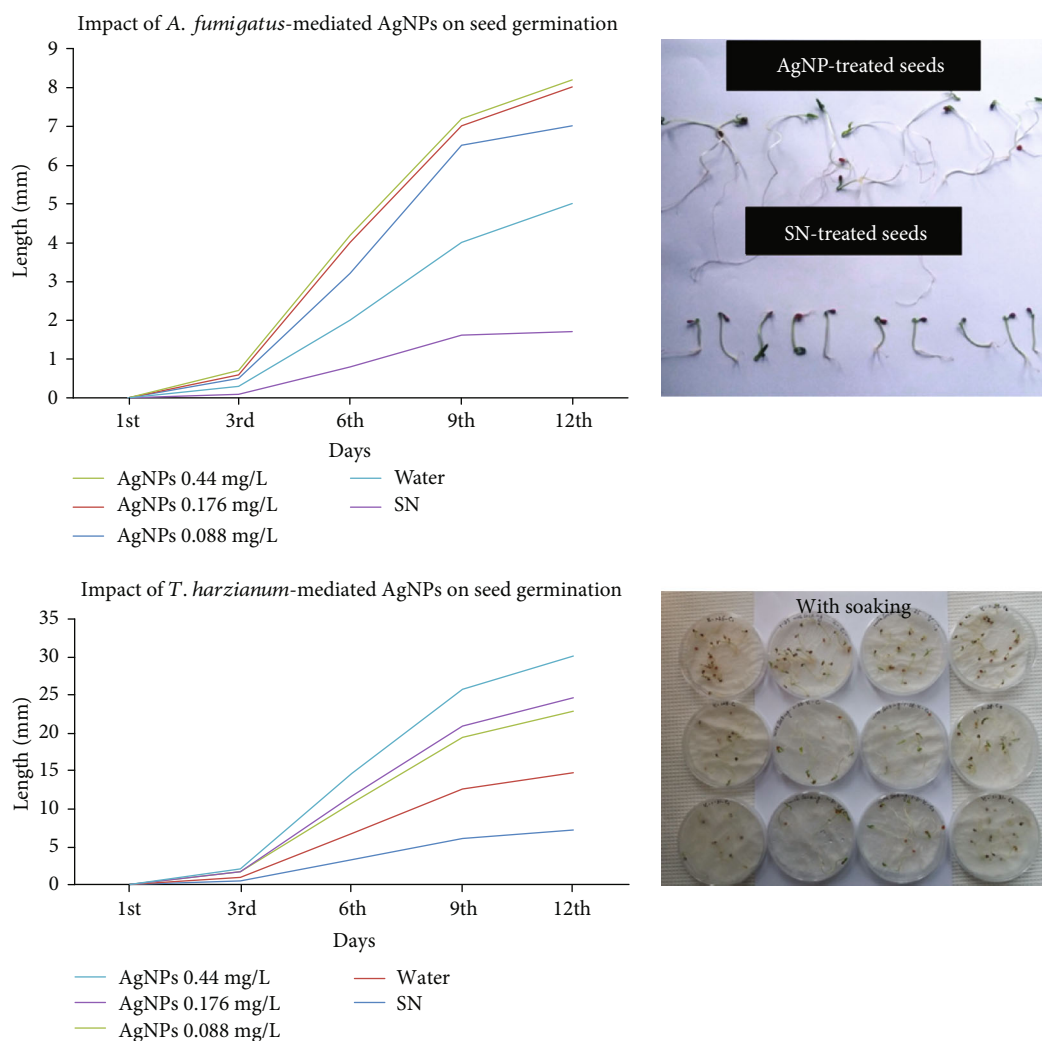 Impact of A. fumigatus-mediated AgNPs on seed germination
9
8
7
6
5
4
3
2
1
0
Length (mm)
1st 3rd 6th 9th 12th
Days
AgNPs 0.44 mg/L
AgNPs 0.176 mg/L
AgNPs 0.088 mg/L
Water
SN
AgNP-treated seeds
SN-treated seeds
Impact of T. harzianum-mediated AgNPs on seed germination
35
30
25
20
15
10
5
0
Length (mm)
1st 3rd 6th 9th 12th
Days
AgNPs 0.44 mg/L
AgNPs 0.176 mg/L
AgNPs 0.088 mg/L
Water
SN
With soaking